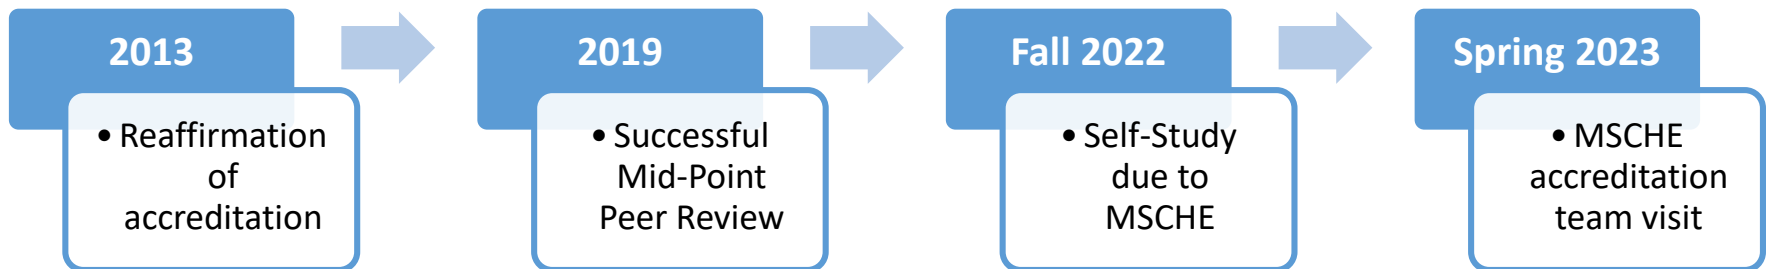 2013
• Reaffirmation
of
accreditation
2019
• Successful
Mid-Point
Peer Review
Fall 2022
• Self-Study
due to
MSCHE
Spring 2023
• MSCHE
accreditation
team visit